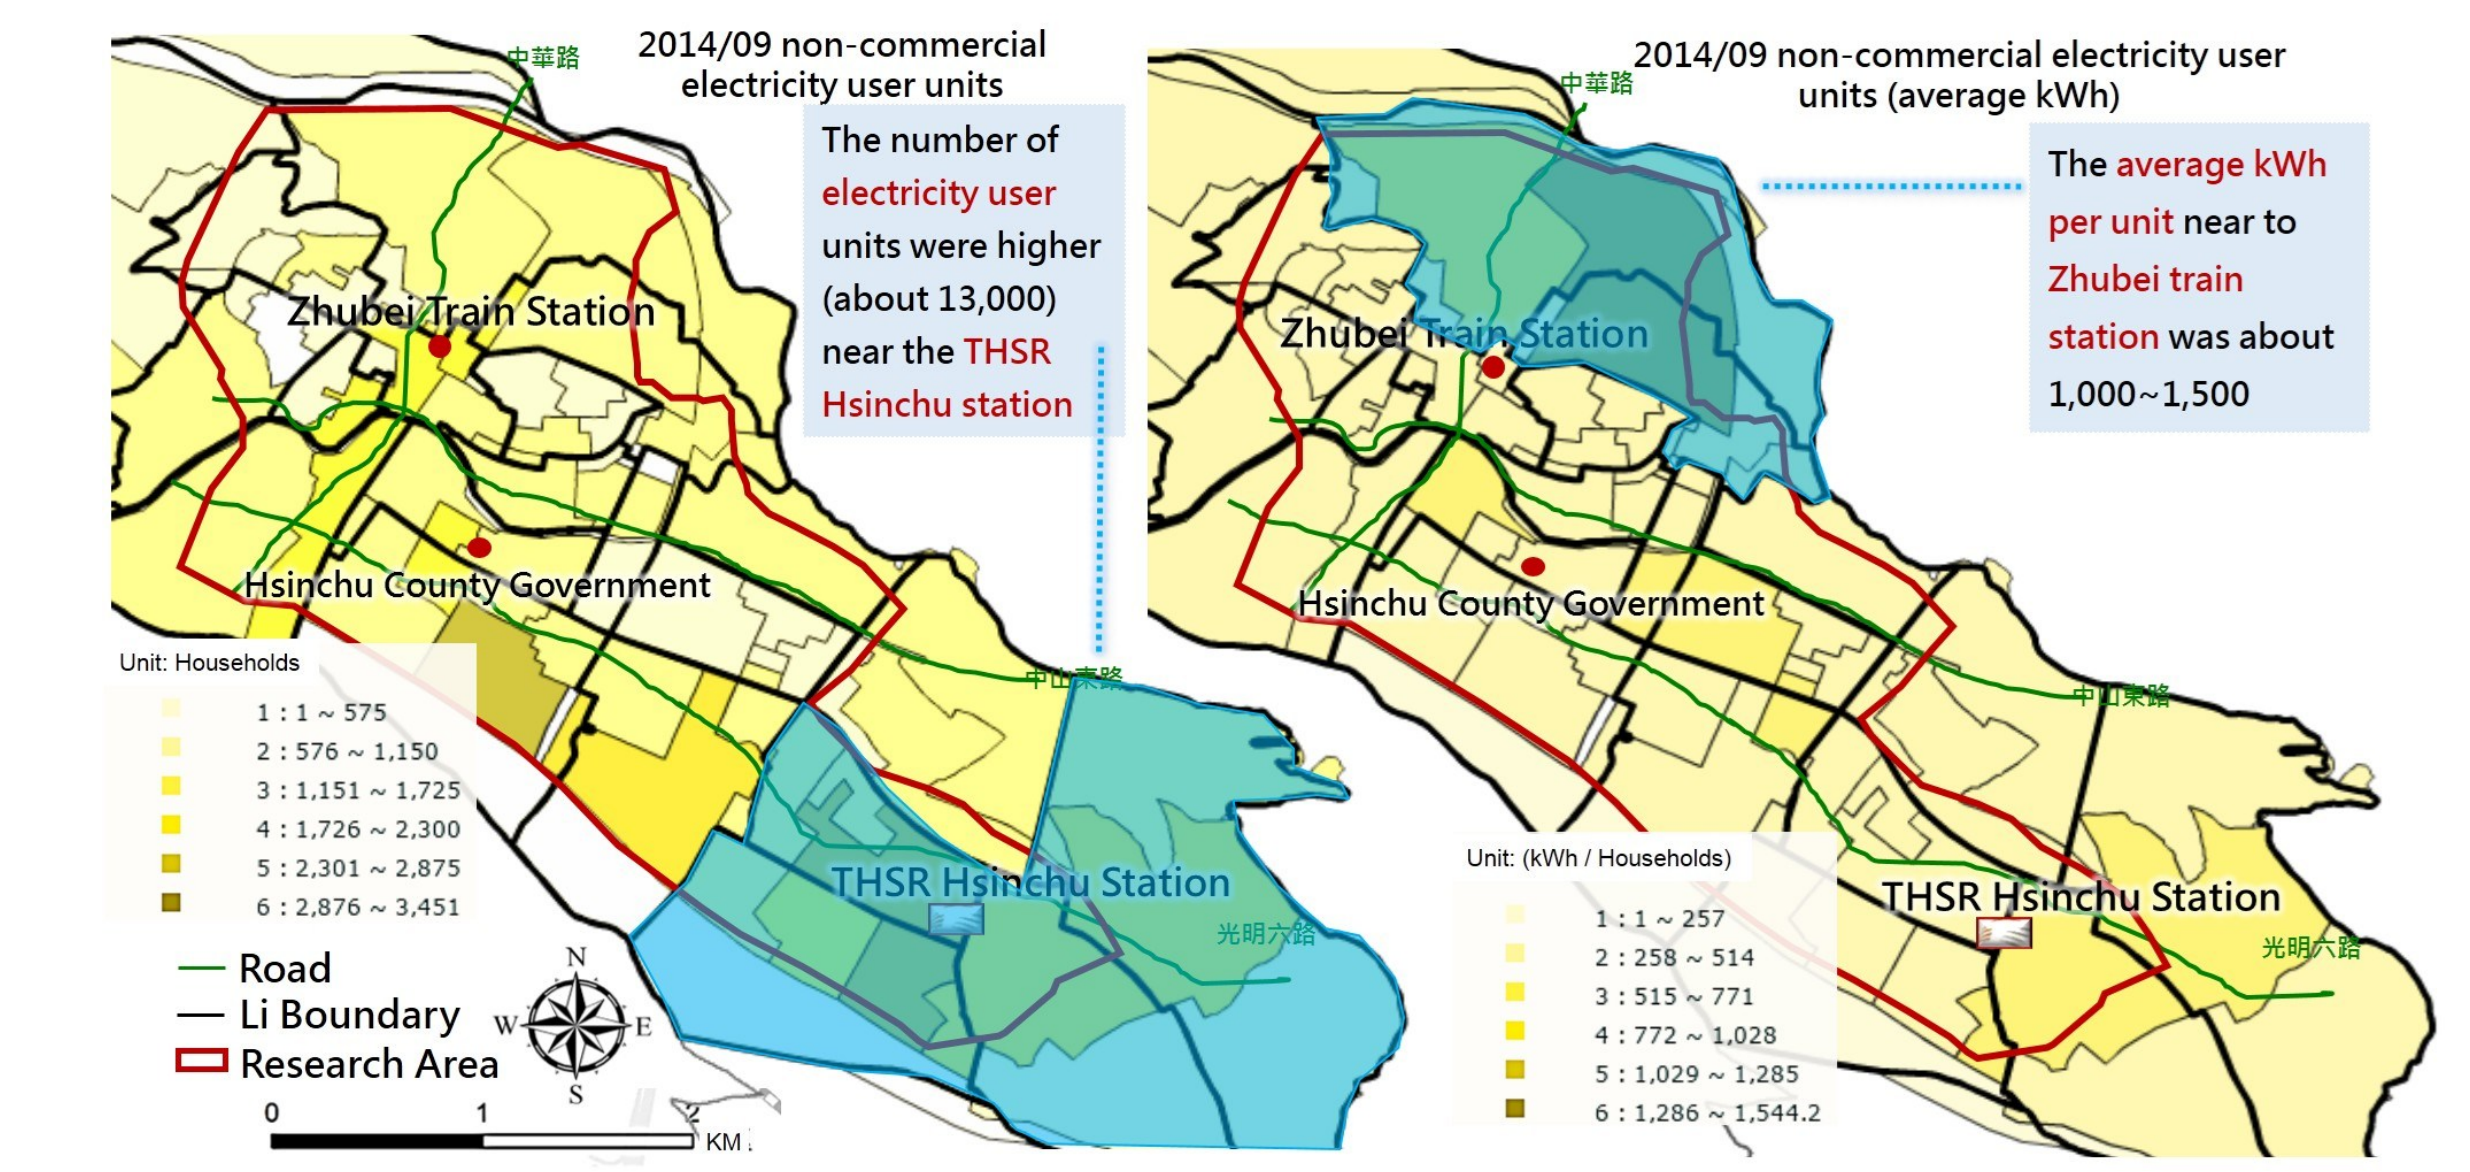 2014/09 non-commercial
electricity user units
中華路
The number of
electricity user
units were higher
(about 13,000)
near the THSR
Hsinchu station
Zhubei Train Station
Hsinchu County Government
中山東路
THSR Hsinchu Station
光明六路
Unit: Households
1 : 1 ~ 575
2 : 576 ~ 1,150
3 : 1,151 ~ 1,725
4 : 1,726 ~ 2,300
5 : 2,301 ~ 2,875
6 : 2,876 ~ 3,451
Road
Li Boundary
Research Area
N
W
E
S
0 1 2
KM
2014/09 non-commercial electricity user
units (average kWh)
中華路
The average kWh
per unit near to
Zhubei train
station was about
1,000~1,500
Zhubei Train Station
Hsinchu County Government
中山東路
THSR Hsinchu Station
光明六路
Unit: (kWh / Households)
1 : 1 ~ 257
2 : 258 ~ 514
3 : 515 ~ 771
4 : 772 ~ 1,028
5 : 1,029 ~ 1,285
6 : 1,286 ~ 1,544.2